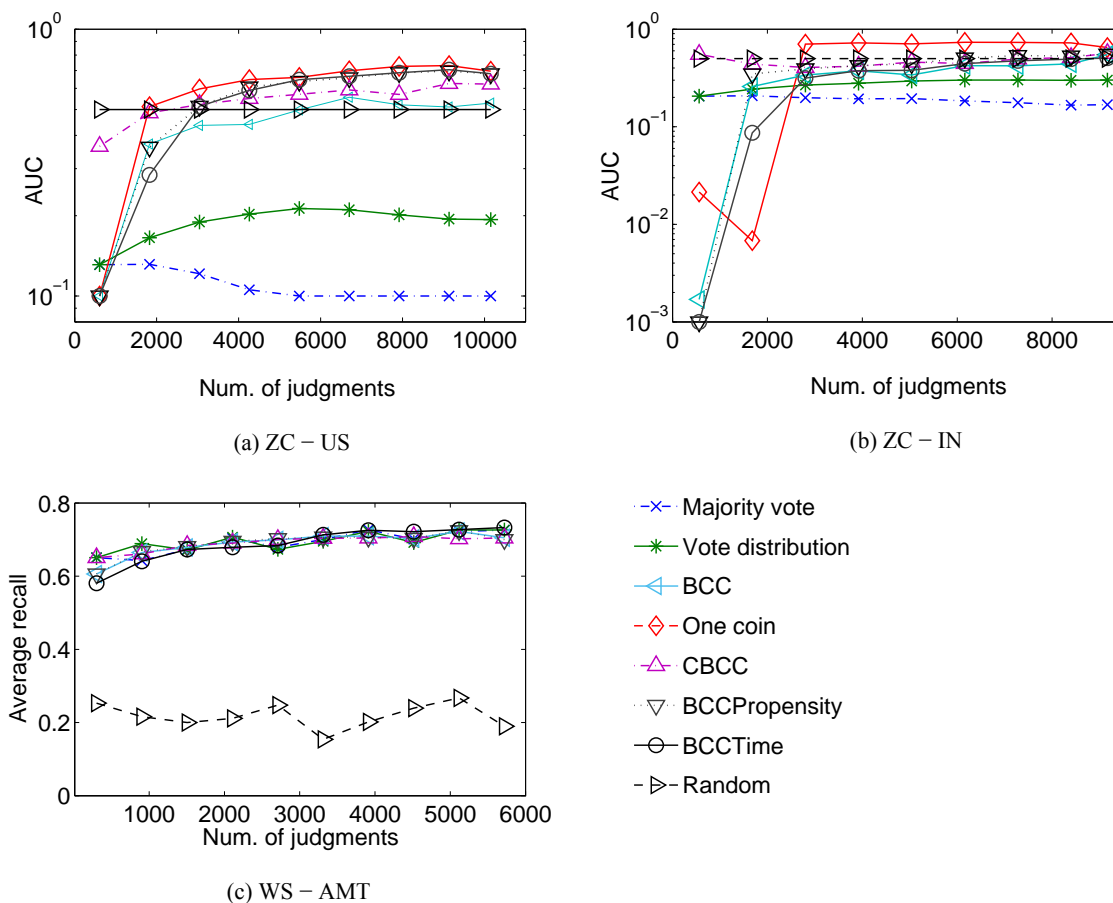 10^0
10^-1
AUC
0 2000 4000 6000 8000 10000
Num. of judgments
(a) ZC − US
10^0
10^-1
10^-2
10^-3
AUC
0 2000 4000 6000 8000
Num. of judgments
(b) ZC − IN
0.8
0.6
0.4
0.2
0
Average recall
1000 2000 3000 4000 5000 6000
Num. of judgments
(c) WS − AMT
Majority vote
Vote distribution
BCC
One coin
CBCC
BCCPropensity
BCCTime
Random